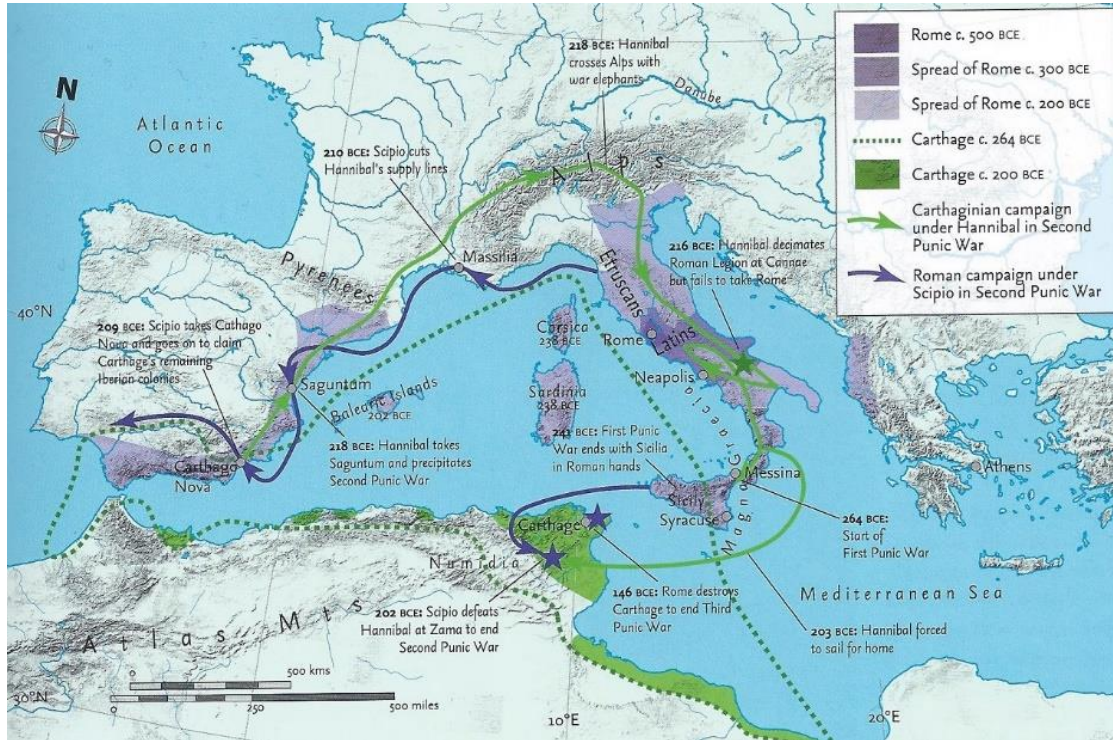 218 BCE: Hannibal
crosses Alps with
war elephants
Danube
N
Atlantic
Ocean
210 BCE: Scipio cuts
Hannibal's supply lines
Alps
Rome c. 500 BCE
Spread of Rome c. 300 BCE
Spread of Rome c. 200 BCE
Carthage c. 264 BCE
Carthage c. 200 BCE
Carthaginian campaign
under Hannibal in Second
Punic War
Roman campaign under
Scipio in Second Punic War
Pyrenees
Massilia
Etruscans
216 BCE: Hannibal decimates
Roman Legion at Cannae
but fails to take Rome
40°N
209 BCE: Scipio takes Cathago
Nova and goes on to claim
Carthage's remaining
Iberian colonies
Corsica
238 BCE
Rome
Latins
Saguntum
Balearic Islands
202 BCE
Sardinia
238 BCE
Neapolis
218 BCE: Hannibal takes
Saguntum and precipitates
Second Punic War
241 BCE: First Punic
War ends with Sicilia
in Roman hands
Magna Graecia
Carthago
Nova
Messina
Athens
Sicily
Syracuse
Carthage
264 BCE:
Start of
First Punic War
Numidia
146 BCE: Rome destroys
Carthage to end Third
Punic War
Mediterranean Sea
202 BCE: Scipio defeats
Hannibal at Zama to end
Second Punic War
203 BCE: Hannibal forced
to sail for home
Atlas Mts
0 500 kms
0 250 500 miles
30°N
10°E
20°E